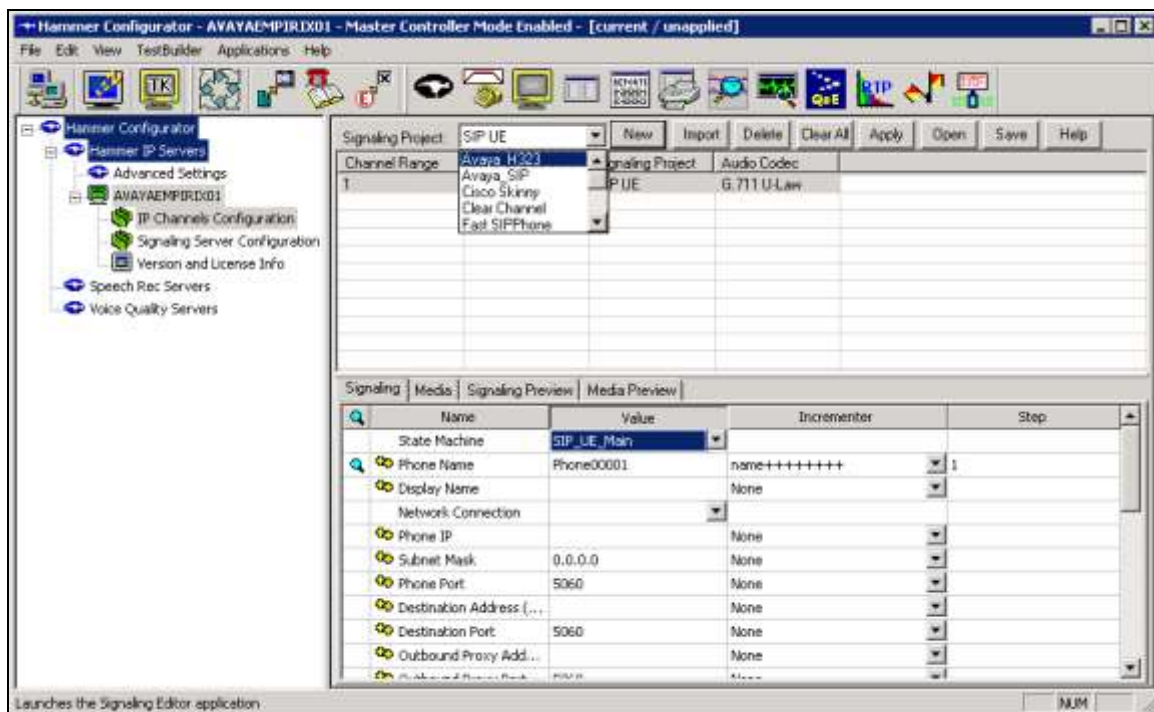 Hammer Configurator - AVAYAEMPIRIX01 - Master Controller Mode Enabled - [current / unapplied]
File Edit View TestBuilder Applications Help
TK
QoE
RTP
Hammer Configurator
Hammer IP Servers
Advanced Settings
AVAYAEMPIRIX01
IP Channels Configuration
Signaling Server Configuration
Version and License Info
Speech Rec Servers
Voice Quality Servers
Signaling Project SIP UE New Import Delete Clear All Apply Open Save Help
Channel Range gnaling Project Audio Codec
1 P UE G.711 U-Law
Avaya_H323
Avaya_SIP
Cisco Skinny
Clear Channel
Fast SIPPhone
Signaling Media Signaling Preview Media Preview
Name Value Incrementer Step
State Machine SIP_UE_Main
Phone Name Phone00001 name++++++++ 1
Display Name None
Network Connection
Phone IP None
Subnet Mask 0.0.0.0 None
Phone Port 5060 None
Destination Address (... None
Destination Port 5060 None
Outbound Proxy Add... None
Launches the Signaling Editor application NUM